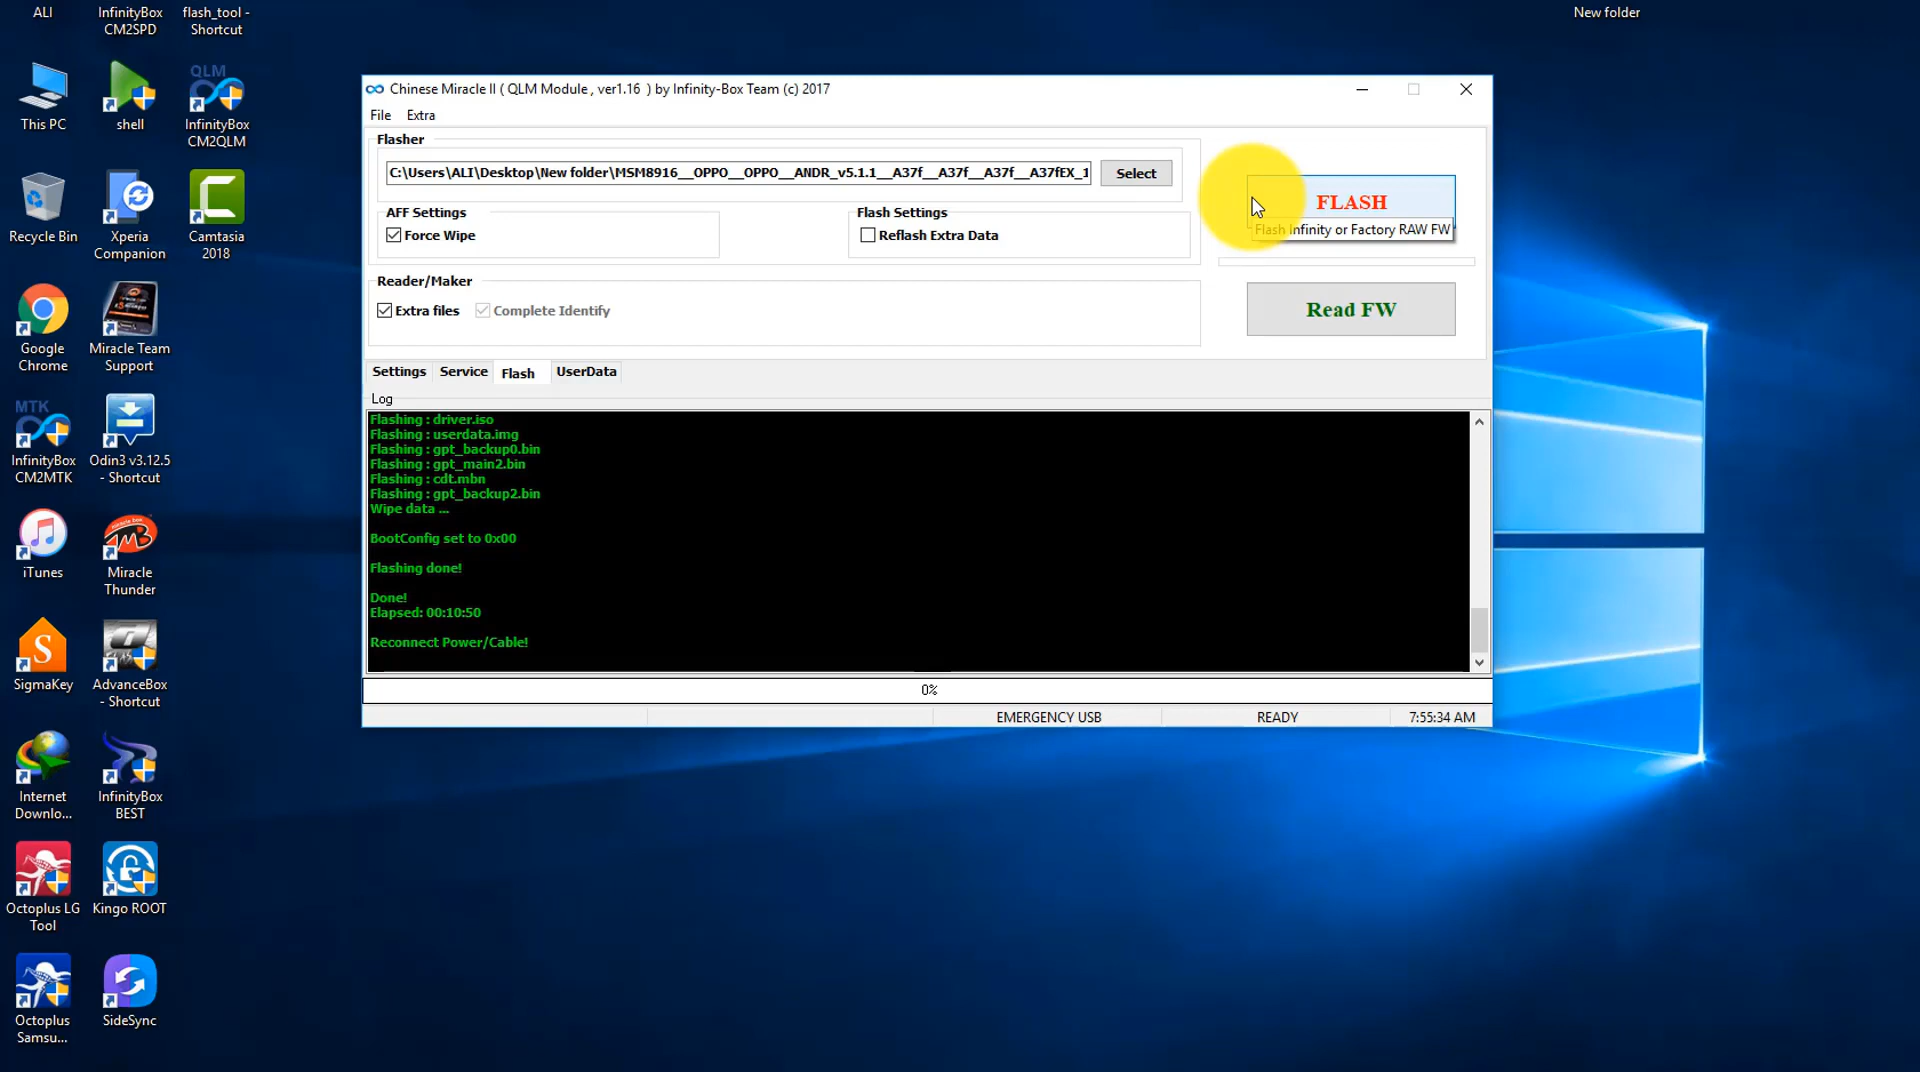 ALI
InfinityBox
CM2SPD
flash_tool -
Shortcut
New folder
This PC
shell
QLM
InfinityBox
CM2QLM
Recycle Bin
Xperia
Companion
Camtasia
2018
Google
Chrome
Miracle Team
Support
MTK
InfinityBox
CM2MTK
Odin3 v3.12.5
- Shortcut
iTunes
Miracle
Thunder
SigmaKey
AdvanceBox
- Shortcut
Internet
Downlo...
InfinityBox
BEST
Octoplus LG
Tool
Kingo ROOT
Octoplus
Samsu...
SideSync
Chinese Miracle II ( QLM Module , ver1.16 ) by Infinity-Box Team (c) 2017
File Extra
Flasher
C:\Users\ALI\Desktop\New folder\MSM8916__OPPO__OPPO__ANDR_v5.1.1__A37f__A37f__A37f__A37fEX_1
Select
AFF Settings
Force Wipe
Flash Settings
Reflash Extra Data
FLASH
Flash Infinity or Factory RAW FW
Reader/Maker
Extra files
Complete Identify
Read FW
Settings Service Flash UserData
Log
Flashing : driver.iso
Flashing : userdata.img
Flashing : gpt_backup0.bin
Flashing : gpt_main2.bin
Flashing : cdt.mbn
Flashing : gpt_backup2.bin
Wipe data ...
BootConfig set to 0x00
Flashing done!
Done!
Elapsed: 00:10:50
Reconnect Power/Cable!
0%
EMERGENCY USB
READY
7:55:34 AM